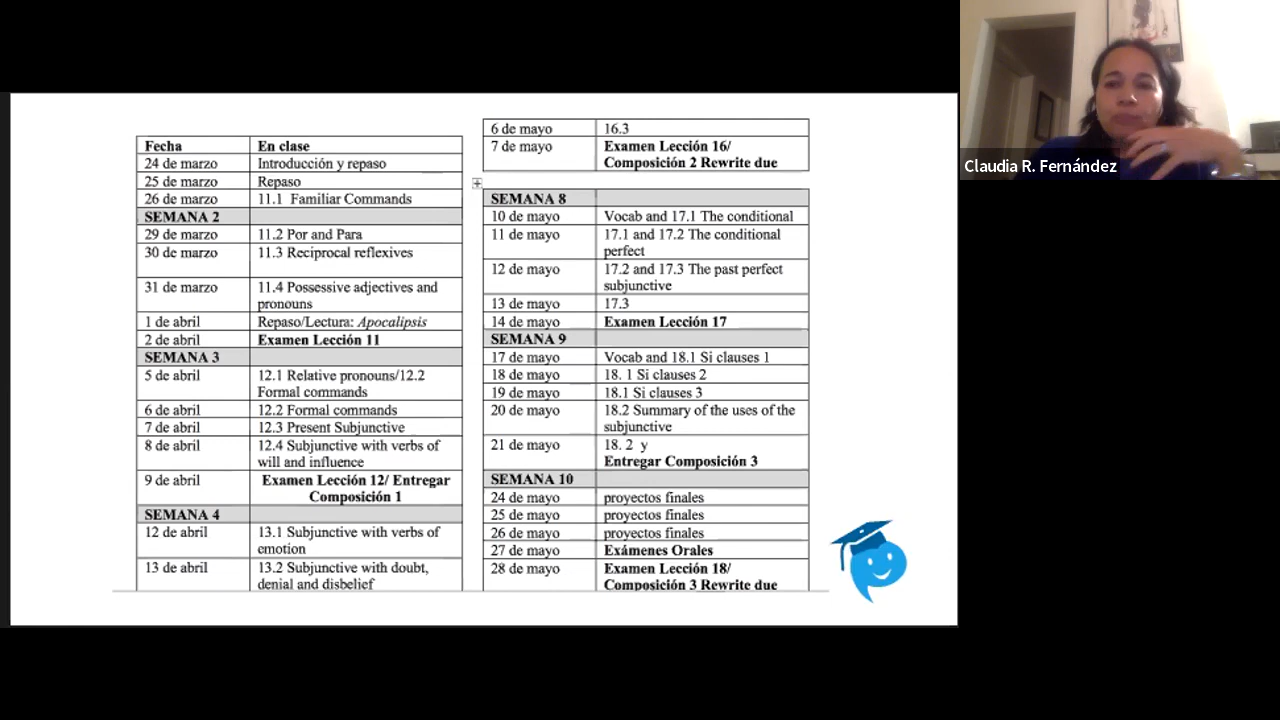 Fecha En clase
24 de marzo Introducción y repaso
25 de marzo Repaso
26 de marzo 11.1 Familiar Commands
SEMANA 2
29 de marzo 11.2 Por and Para
30 de marzo 11.3 Reciprocal reflexives
31 de marzo 11.4 Possessive adjectives and
pronouns
1 de abril Repaso/Lectura: Apocalipsis
2 de abril Examen Lección 11
SEMANA 3
5 de abril 12.1 Relative pronouns/12.2
Formal commands
6 de abril 12.2 Formal commands
7 de abril 12.3 Present Subjunctive
8 de abril 12.4 Subjunctive with verbs of
will and influence
9 de abril Examen Lección 12/ Entregar
Composición 1
SEMANA 4
12 de abril 13.1 Subjunctive with verbs of
emotion
13 de abril 13.2 Subjunctive with doubt,
denial and disbelief
6 de mayo 16.3
7 de mayo Examen Lección 16/
Composición 2 Rewrite due
SEMANA 8
10 de mayo Vocab and 17.1 The conditional
11 de mayo 17.1 and 17.2 The conditional
perfect
12 de mayo 17.2 and 17.3 The past perfect
subjunctive
13 de mayo 17.3
14 de mayo Examen Lección 17
SEMANA 9
17 de mayo Vocab and 18.1 Si clauses 1
18 de mayo 18. 1 Si clauses 2
19 de mayo 18.1 Si clauses 3
20 de mayo 18.2 Summary of the uses of the
subjunctive
21 de mayo 18. 2 y
Entregar Composición 3
SEMANA 10
24 de mayo proyectos finales
25 de mayo proyectos finales
26 de mayo proyectos finales
27 de mayo Exámenes Orales
28 de mayo Examen Lección 18/
Composición 3 Rewrite due
Claudia R. Fernández